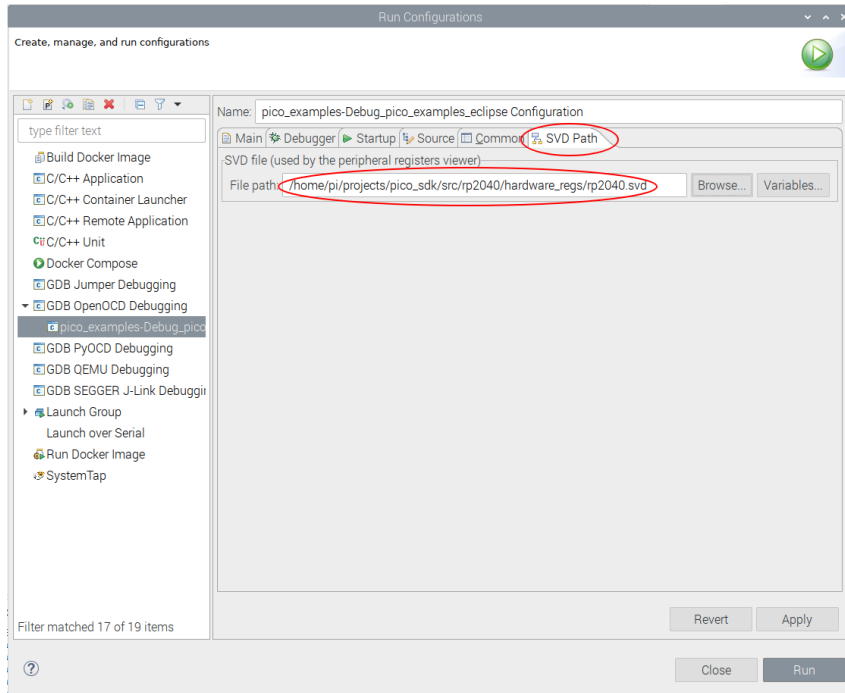 Run Configurations
Create, manage, and run configurations
type filter text
Build Docker Image
C/C++ Application
C/C++ Container Launcher
C/C++ Remote Application
C/C++ Unit
Docker Compose
GDB Jumper Debugging
GDB OpenOCD Debugging
pico_examples-Debug_pico
GDB PyOCD Debugging
GDB QEMU Debugging
GDB SEGGER J-Link Debuggin
Launch Group
Launch over Serial
Run Docker Image
SystemTap
Filter matched 17 of 19 items
Name: pico_examples-Debug_pico_examples_eclipse Configuration
Main Debugger Startup Source Common SVD Path
SVD file (used by the peripheral registers viewer)
File path: /home/pi/projects/pico_sdk/src/rp2040/hardware_regs/rp2040.svd Browse... Variables...
Revert Apply
Close Run